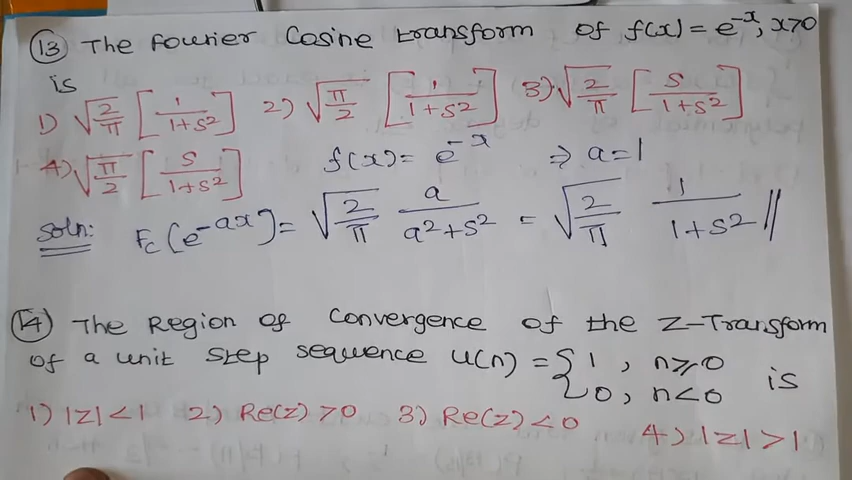 (13) The Fourier Cosine transform of f(x) = e^-x, x>0
is
1) √(2/π) [1/(1+s²)] 2) √(π/2) [1/(1+s²)] 3) √(2/π) [s/(1+s²)]
4) √(π/2) [s/(1+s²)] f(x) = e^-x ⇒ a=1
Soln: Fc(e^-ax) = √(2/π) a/(a²+s²) = √(2/π) 1/(1+s²) //
(14) The Region of Convergence of the Z-Transform
of a unit step sequence u(n) = { 1, n≥0
0, n<0 is
1) |z|<1 2) Re(z)>0 3) Re(z)<0 4) |z|>1